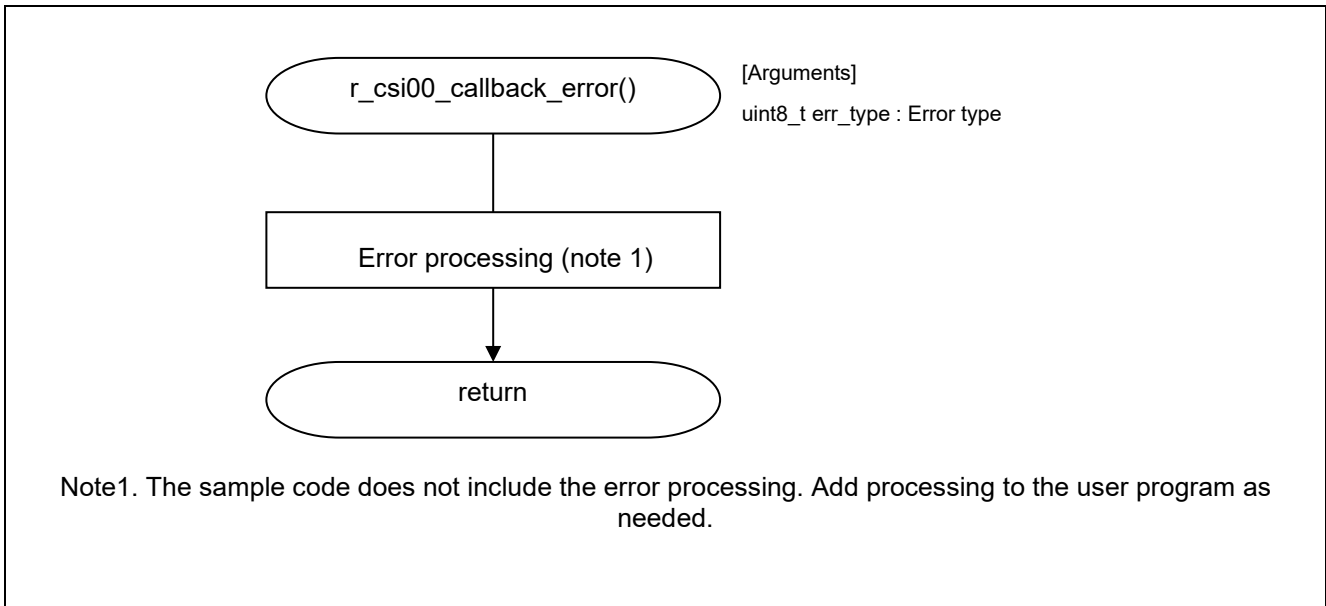 r_csi00_callback_error()
[Arguments]
uint8_t err_type : Error type
Error processing (note 1)
return
Note1. The sample code does not include the error processing. Add processing to the user program as
needed.